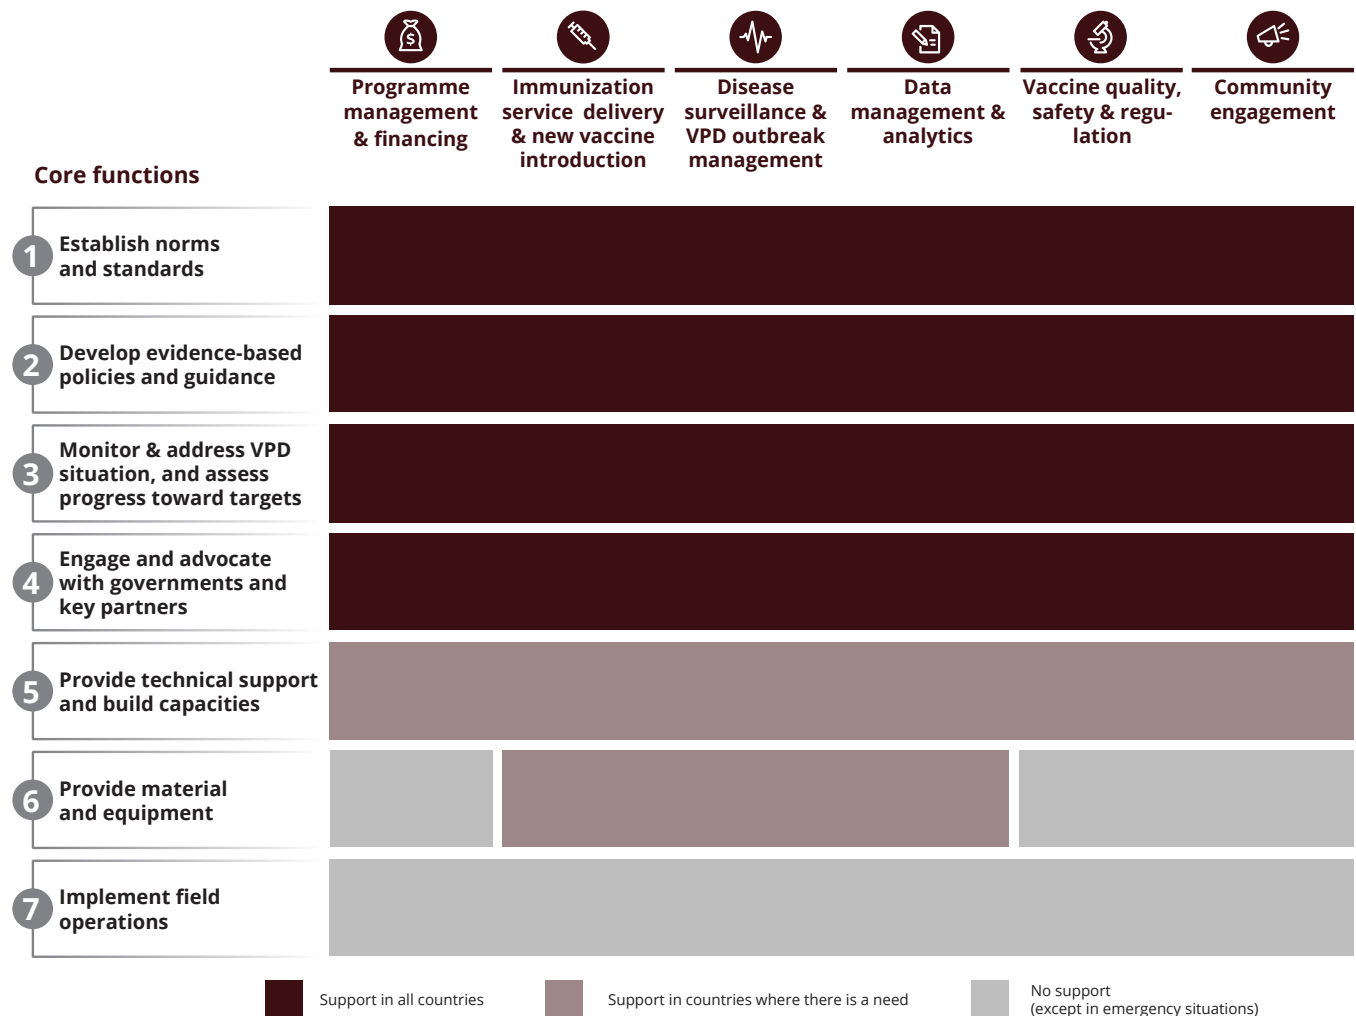 $
Programme
management
& financing
Immunization
service delivery
& new vaccine
introduction
Disease
surveillance &
VPD outbreak
management
Data
management &
analytics
Vaccine quality,
safety & regu-
lation
Community
engagement
Core functions
1
Establish norms
and standards
2
Develop evidence-based
policies and guidance
3
Monitor & address VPD
situation, and assess
progress toward targets
4
Engage and advocate
with governments and
key partners
5
Provide technical support
and build capacities
6
Provide material
and equipment
7
Implement field
operations
Support in all countries
Support in countries where there is a need
No support
(except in emergency situations)